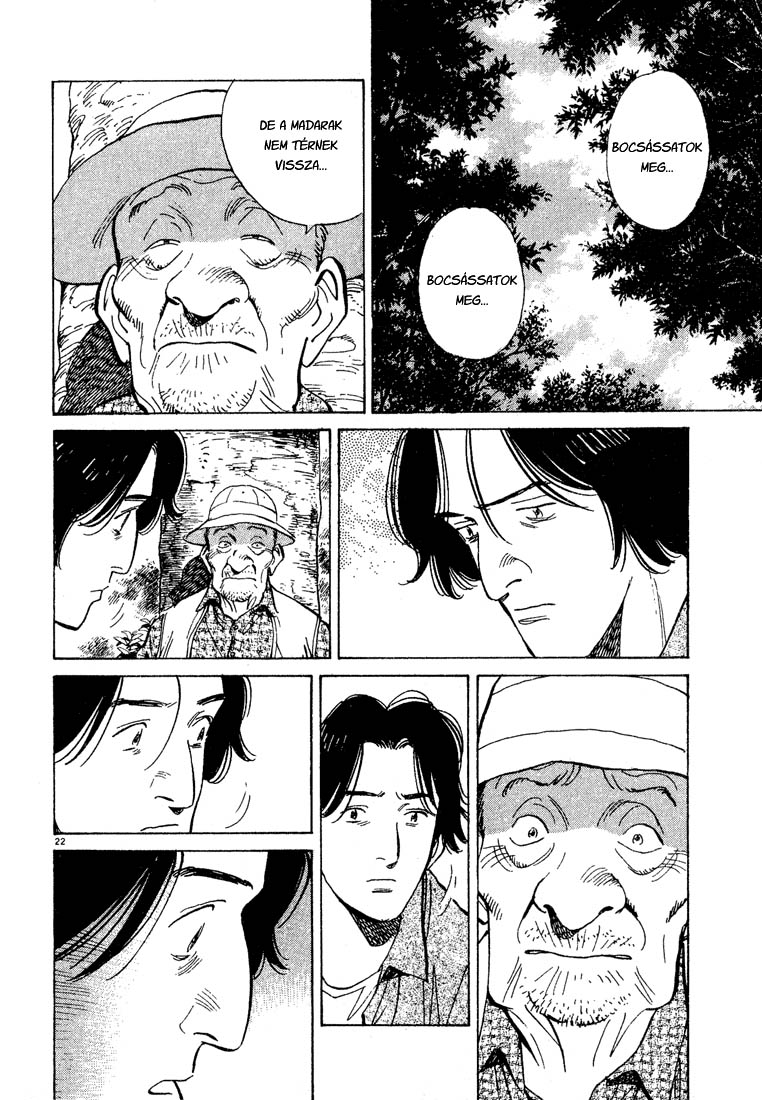 BOCSÁSSATOK
MEG...
BOCSÁSSATOK
MEG...
DE A MADARAK
NEM TÉRNEK
VISSZA...
22